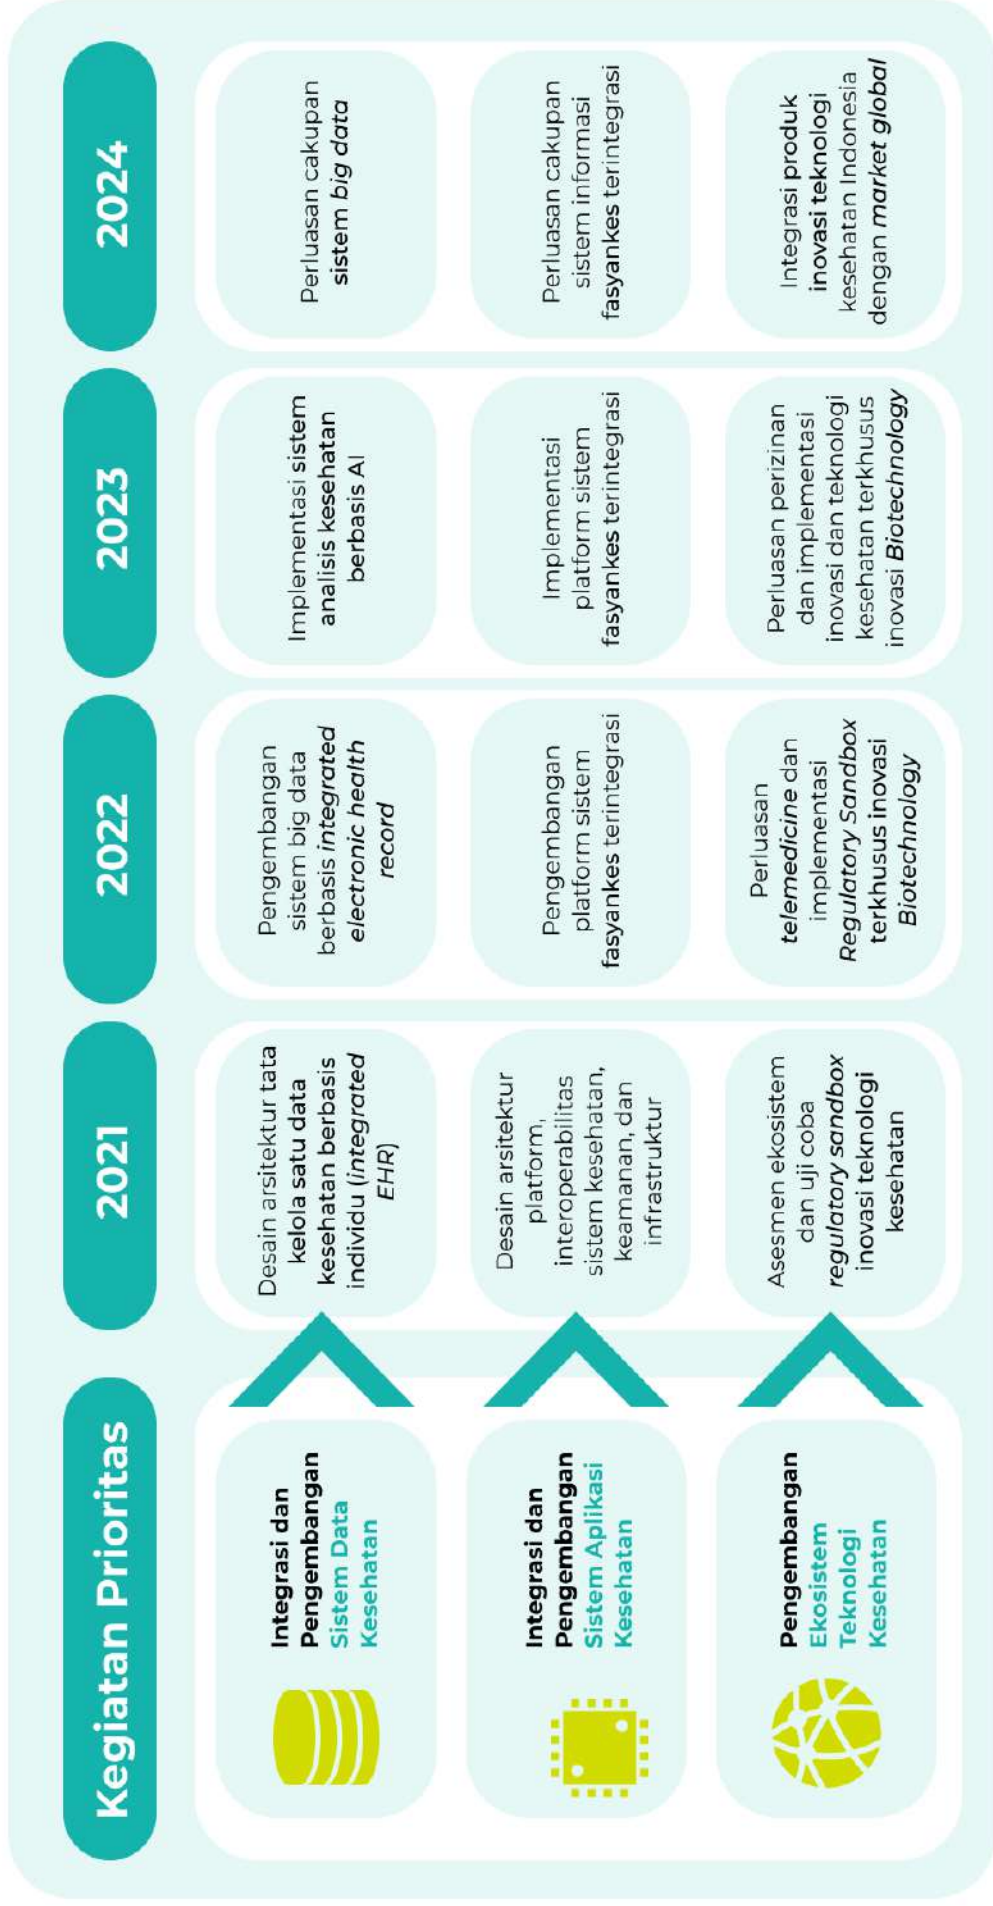 Kegiatan Prioritas
2021
2022
2023
2024
Integrasi dan
Pengembangan
Sistem Data
Kesehatan
Desain arsitektur tata
kelola satu data
kesehatan berbasis
individu (integrated
EHR)
Pengembangan
sistem big data
berbasis integrated
electronic health
record
Implementasi sistem
analisis kesehatan
berbasis AI
Perluasan cakupan
sistem big data
Integrasi dan
Pengembangan
Sistem Aplikasi
Kesehatan
Desain arsitektur
platform,
interoperabilitas
sistem kesehatan,
keamanan, dan
infrastruktur
Pengembangan
platform sistem
fasyankes terintegrasi
Implementasi
platform sistem
fasyankes terintegrasi
Perluasan cakupan
sistem informasi
fasyankes terintegrasi
Pengembangan
Ekosistem
Teknologi
Kesehatan
Asesmen ekosistem
dan uji coba
regulatory sandbox
inovasi teknologi
kesehatan
Perluasan
telemedicine dan
implementasi
Regulatory Sandbox
terkhusus inovasi
Biotechnology
Perluasan perizinan
dan implementasi
inovasi dan teknologi
kesehatan terkhusus
inovasi Biotechnology
Integrasi produk
inovasi teknologi
kesehatan Indonesia
dengan market global